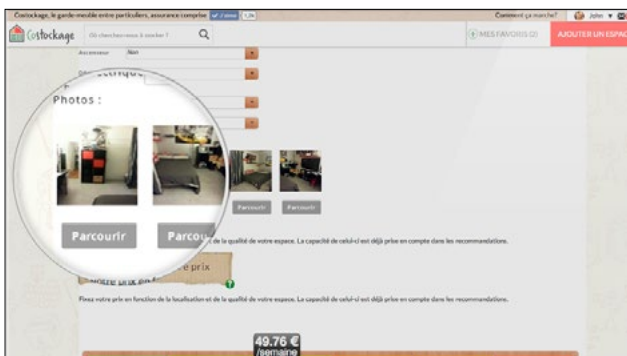 Costockage, le garde-meuble entre particuliers, assurance comprise J'aime
Comment ça marche?
John
Costockage
Où cherchez-vous à stocker ?
MES FAVORIS (2)
AJOUTER UN ESPAC
Ascenseur Non
Photos :
Parcourir Parcou
Parcourir Parcourir
de la qualité de votre espace. La capacité de celui-ci est déjà prise en compte dans les recommandations.
e prix
Fixez votre prix en fonction de la localisation et de la qualité de votre espace. La capacité de celui-ci est déjà prise en compte dans les recommandations.
49.76 €
/semaine